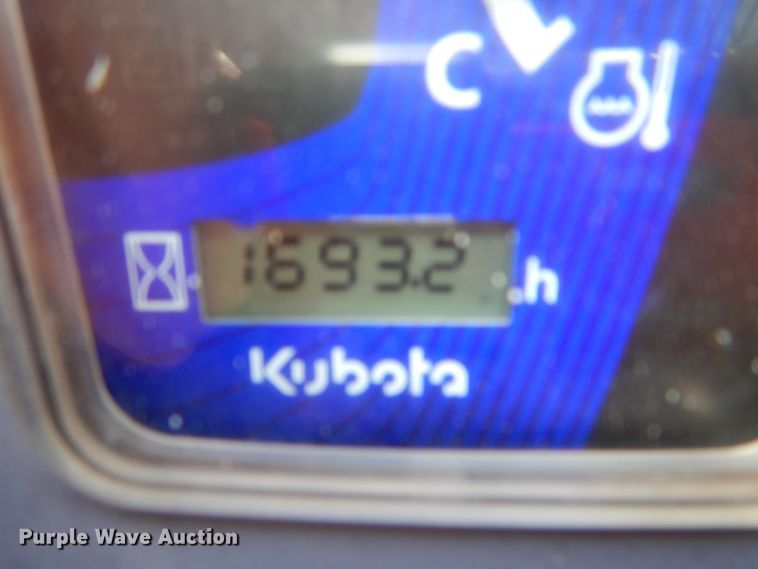 C
1693.2 h
Kubota
Purple Wave Auction